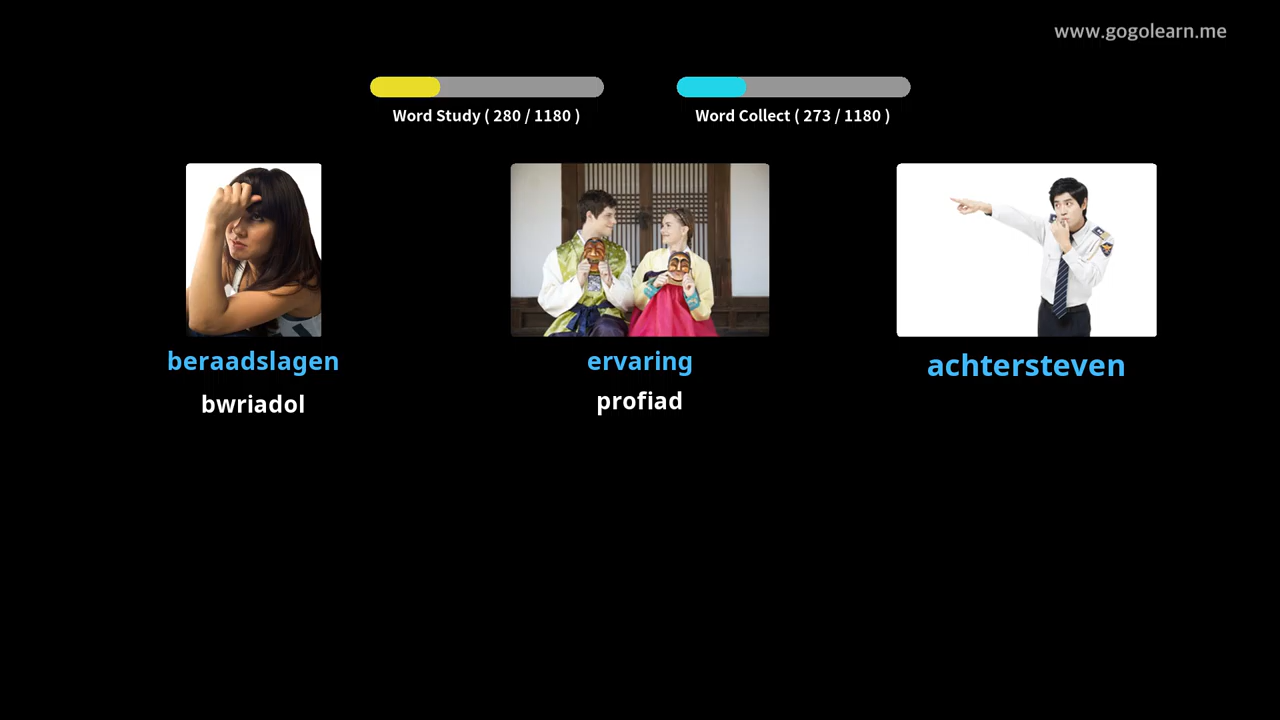 www.gogolearn.me
Word Study ( 280 / 1180 )
Word Collect ( 273 / 1180 )
beraadslagen
ervaring
achtersteven
bwriadol
profiad